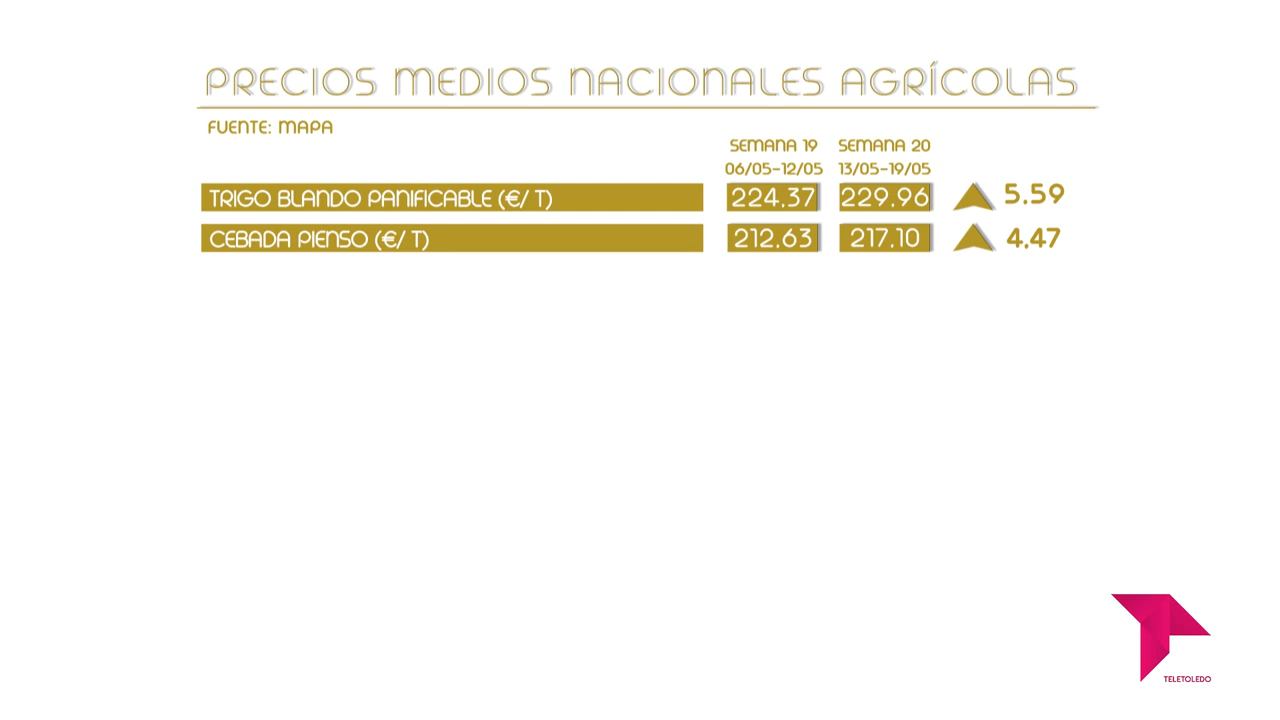 PRECIOS MEDIOS NACIONALES AGRÍCOLAS
FUENTE: MAPA
SEMANA 19 SEMANA 20
06/05-12/05 13/05-19/05
TRIGO BLANDO PANIFICABLE (€/ T) 224.37 229.96 5.59
CEBADA PIENSO (€/ T) 212.63 217.10 4.47
TELETOLEDO